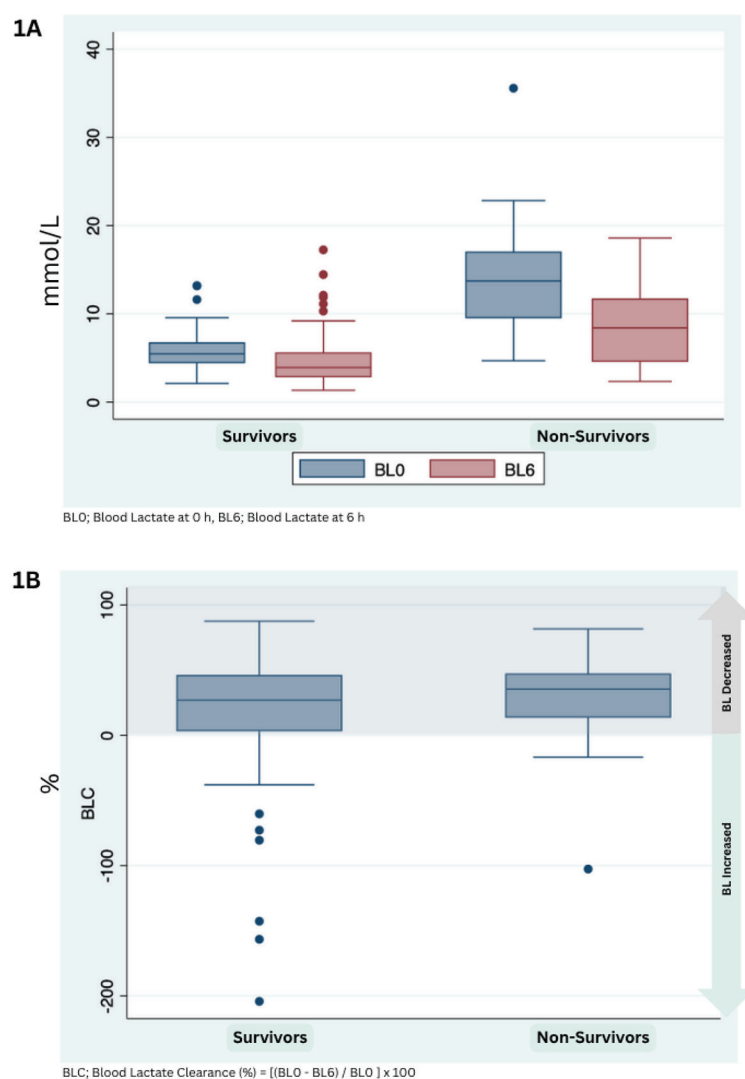 1A
mmol/L
40
30
20
10
0
Survivors
Non-Survivors
BL0
BL6
BL0; Blood Lactate at 0 h, BL6; Blood Lactate at 6 h
1B
%
BLC
100
0
-100
-200
BL Decreased
BL Increased
Survivors
Non-Survivors
BLC; Blood Lactate Clearance (%) = [(BL0 - BL6) / BL0 ] x 100